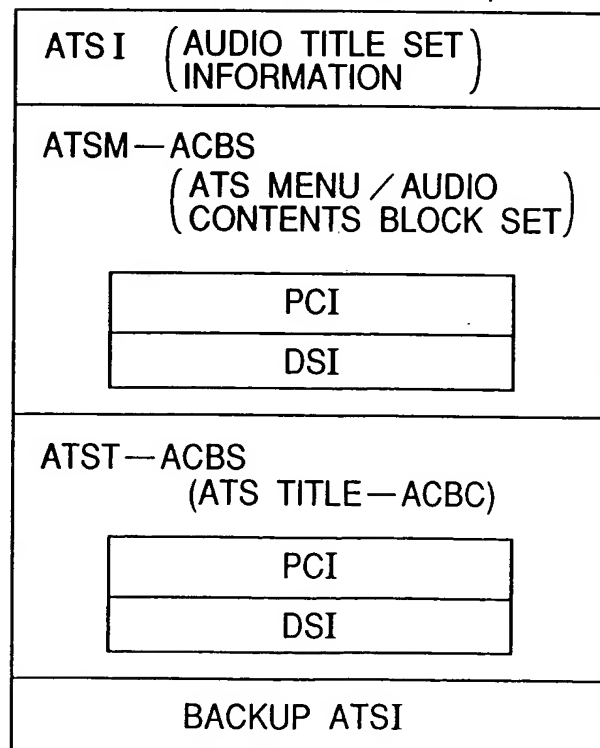 ATSI (AUDIO TITLE SET
INFORMATION)
ATSM—ACBS
(ATS MENU／AUDIO
CONTENTS BLOCK SET)
PCI
DSI
ATST—ACBS
(ATS TITLE—ACBC)
PCI
DSI
BACKUP ATSI